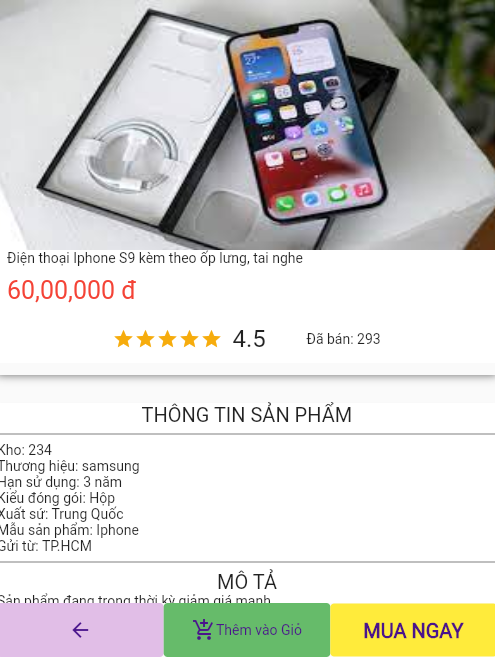 Điện thoại Iphone S9 kèm theo ốp lưng, tai nghe
60,00,000 đ
4.5
Đã bán: 293
THÔNG TIN SẢN PHẨM
Kho: 234
Thương hiệu: samsung
Hạn sử dụng: 3 năm
Kiểu đóng gói: Hộp
Xuất sứ: Trung Quốc
Mẫu sản phẩm: Iphone
Gửi từ: TP.HCM
MÔ TẢ
Sản phẩm đang trong thời kỳ giảm giá mạnh
Thêm vào Giỏ
MUA NGAY